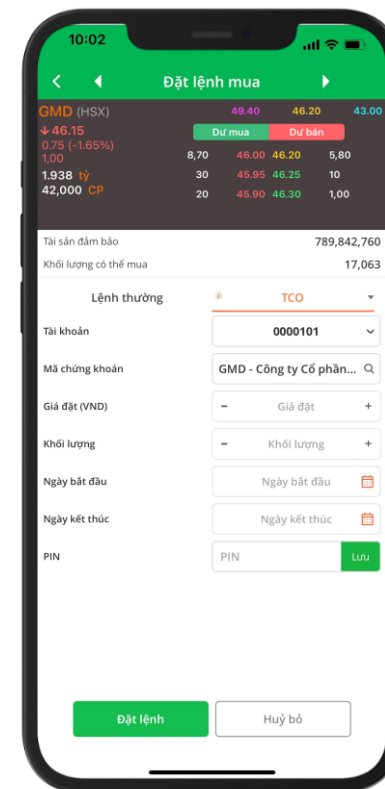 10:02
Đặt lệnh mua
GMD (HSX) 49.40 46.20 43.00
46.15 Dư mua Dư bán
0.75 (-1.65%)
1,00 8,70 46.00 46.20 5,80
1.938 tỷ 30 45.95 46.25 10
42,000 CP 20 45.90 46.30 1,00
Tài sản đảm bảo 789,842,760
Khối lượng có thể mua 17,063
Lệnh thường TCO
Tài khoản 0000101
Mã chứng khoán GMD - Công ty Cổ phần...
Giá đặt (VND) - Giá đặt +
Khối lượng - Khối lượng +
Ngày bắt đầu Ngày bắt đầu
Ngày kết thúc Ngày kết thúc
PIN PIN Lưu
Đặt lệnh Huỷ bỏ